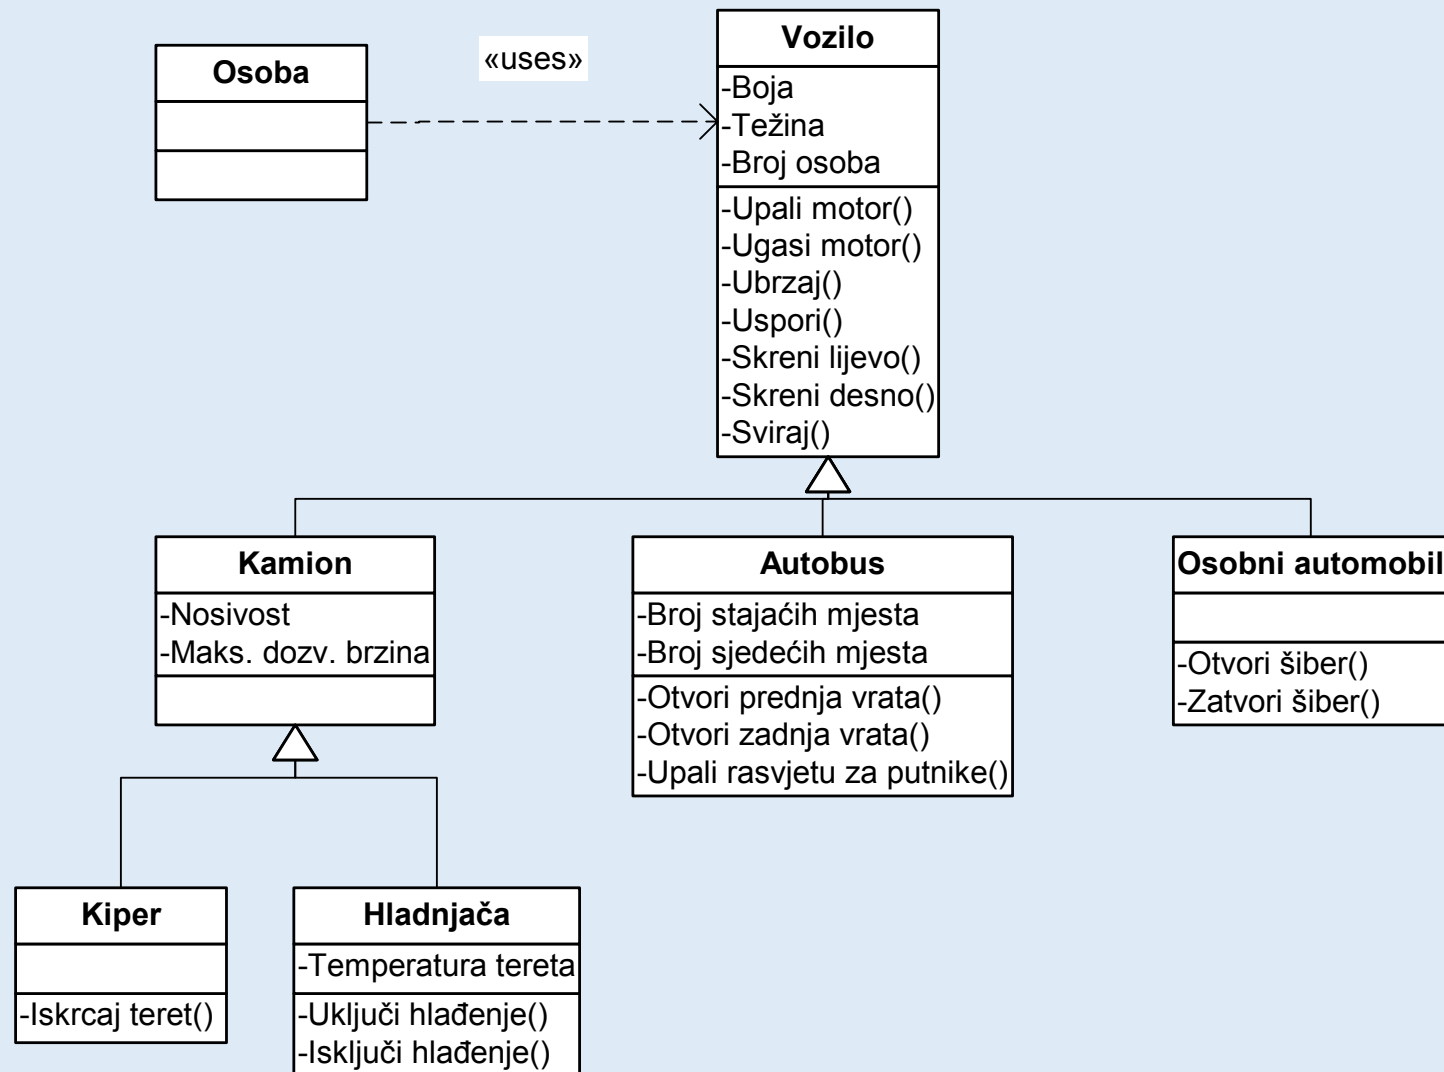 Osoba
«uses»
Vozilo
-Boja
-Težina
-Broj osoba
-Upali motor()
-Ugasi motor()
-Ubrzaj()
-Uspori()
-Skreni lijevo()
-Skreni desno()
-Sviraj()
Kamion
-Nosivost
-Maks. dozv. brzina
Autobus
-Broj stajaćih mjesta
-Broj sjedećih mjesta
-Otvori prednja vrata()
-Otvori zadnja vrata()
-Upali rasvjetu za putnike()
Osobni automobil
-Otvori šiber()
-Zatvori šiber()
Kiper
-Iskrcaj teret()
Hladnjača
-Temperatura tereta
-Uključi hlađenje()
-Isključi hlađenje()